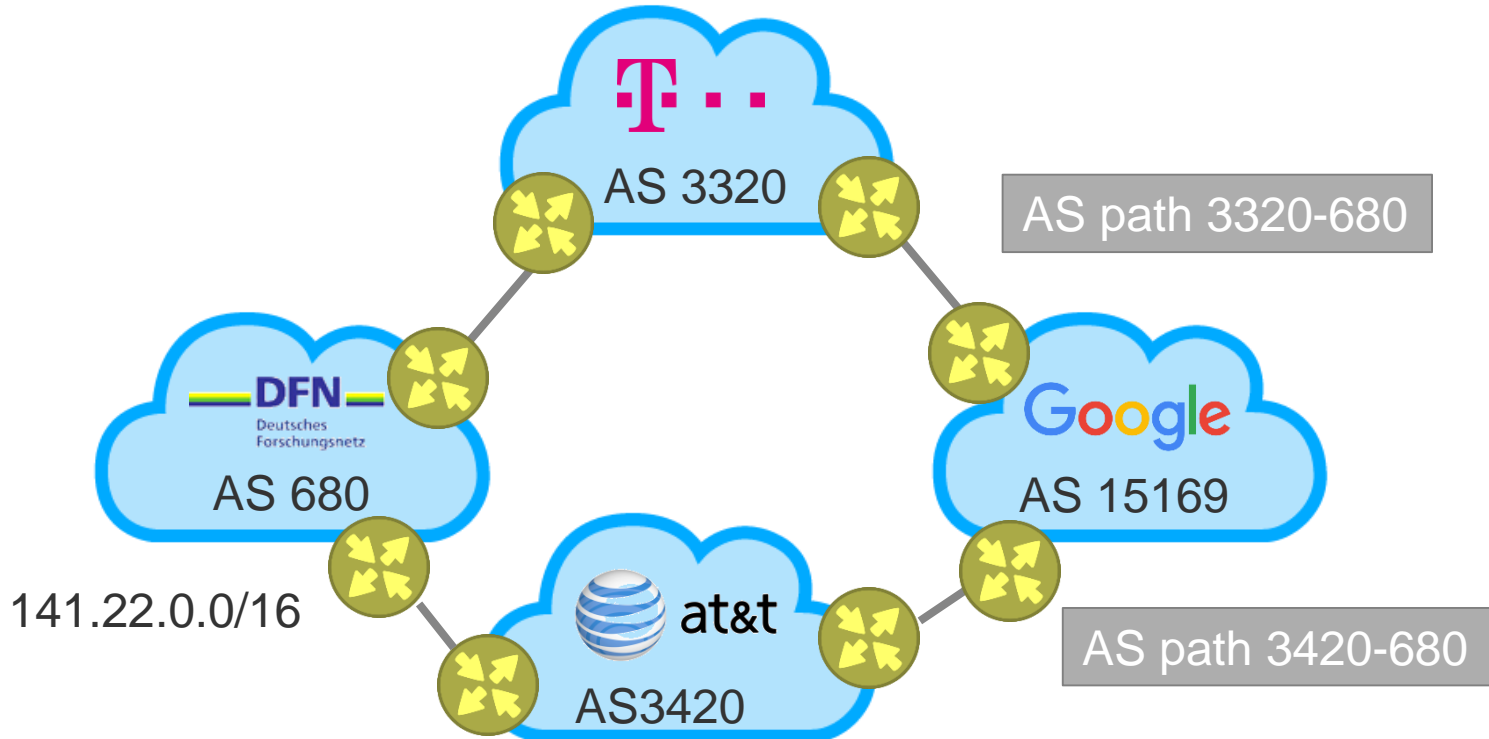 T
AS 3320
AS path 3320-680
DFN
Deutsches
Forschungsnetz
AS 680
Google
AS 15169
141.22.0.0/16
at&t
AS3420
AS path 3420-680